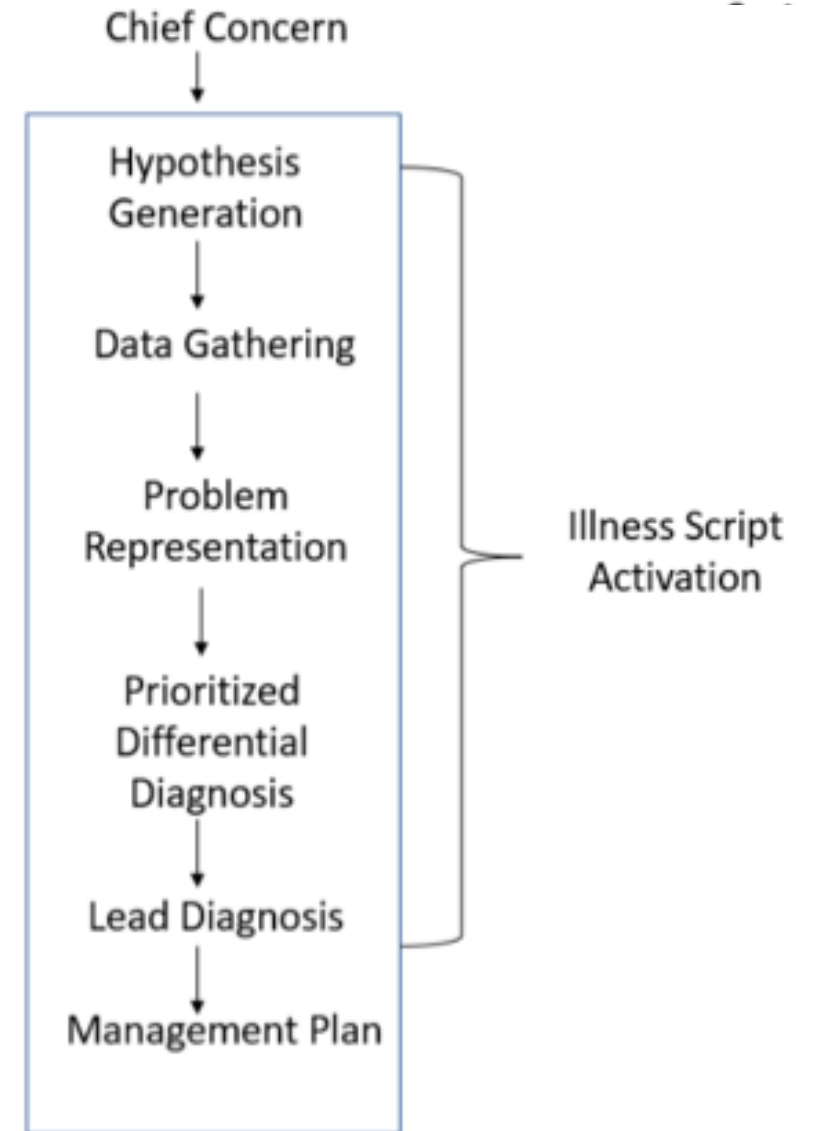 Chief Concern
Hypothesis
Generation
Data Gathering
Problem
Representation
Illness Script
Activation
Prioritized
Differential
Diagnosis
Lead Diagnosis
Management Plan